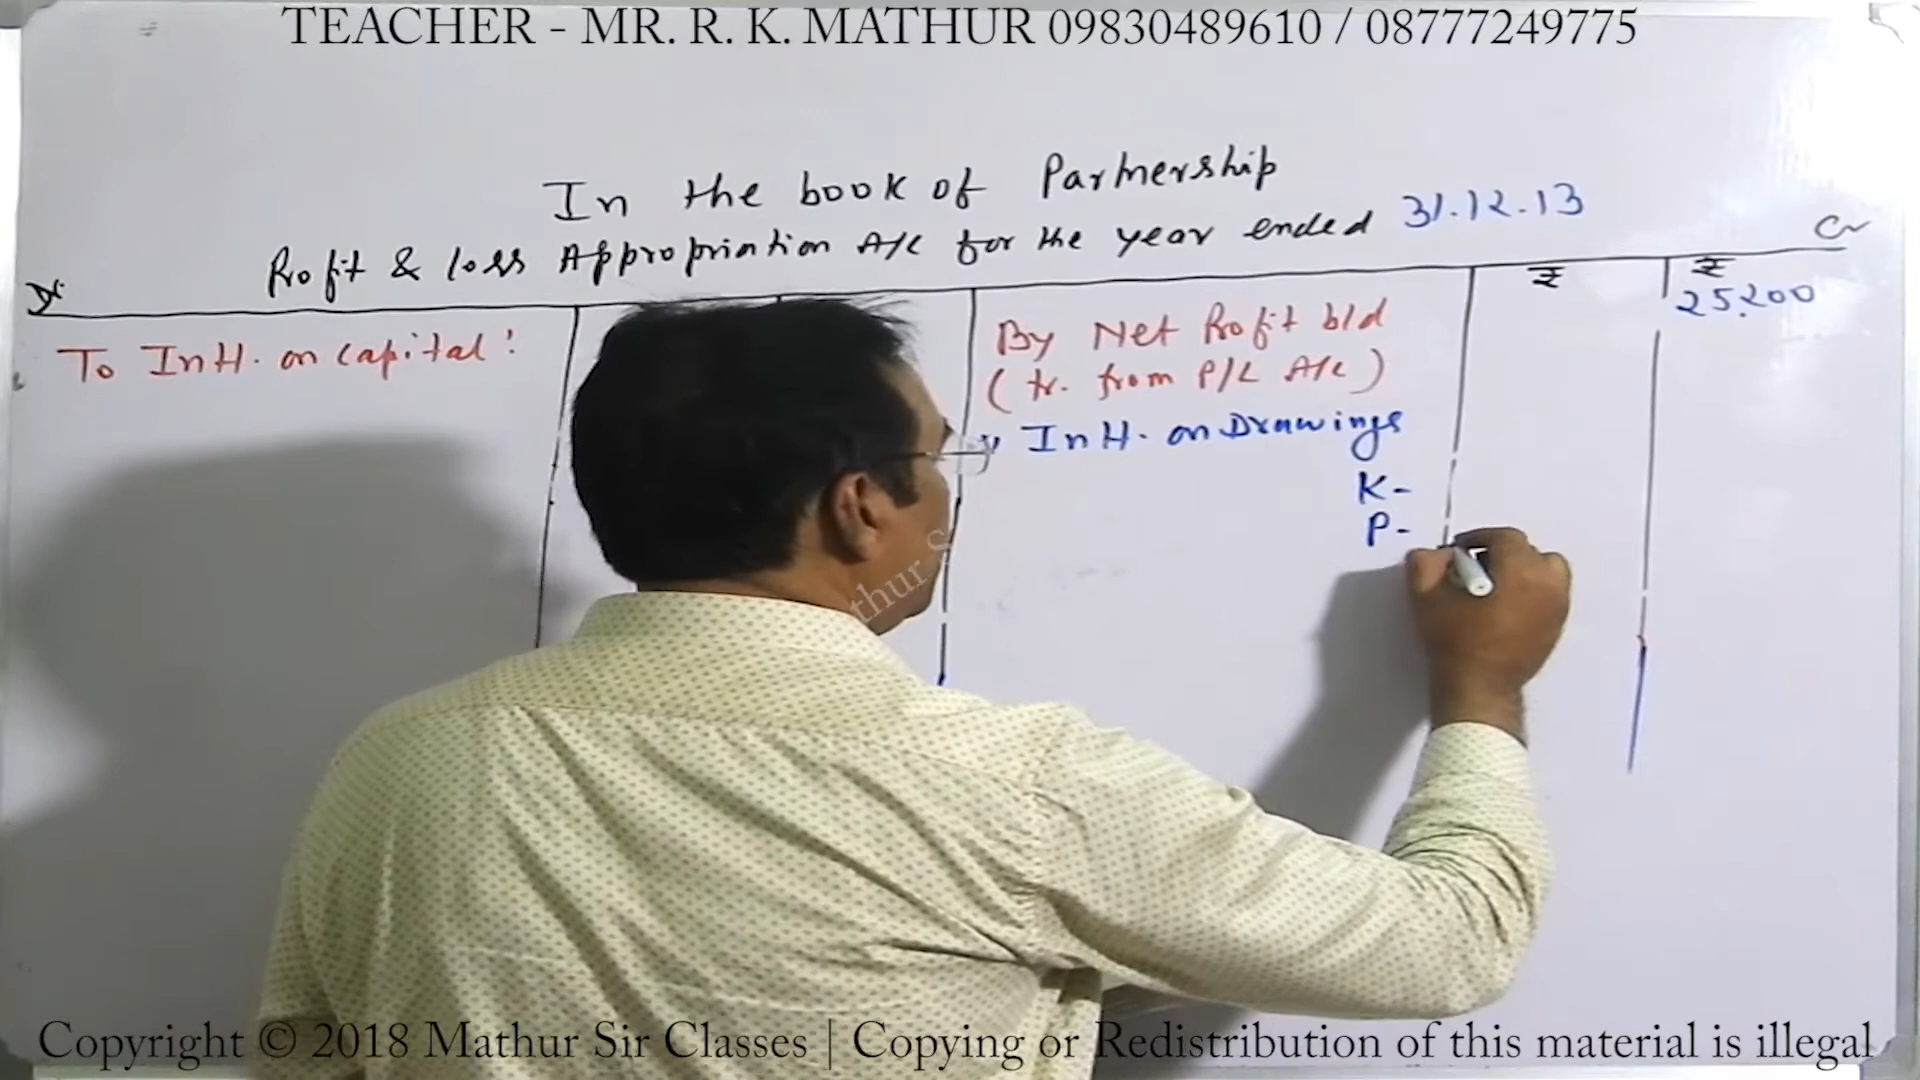 TEACHER - MR. R. K. MATHUR 09830489610 / 08777249775
In the book of Partnership
Profit & loss Appropriation A/c for the year ended 31.12.13
Dr. Cr
₹ ₹
To Intt. on capital: By Net Profit b/d 25,200
(tr. from P/L A/c)
" Intt. on Drawings
K-
P-
thur S
Copyright © 2018 Mathur Sir Classes | Copying or Redistribution of this material is illegal